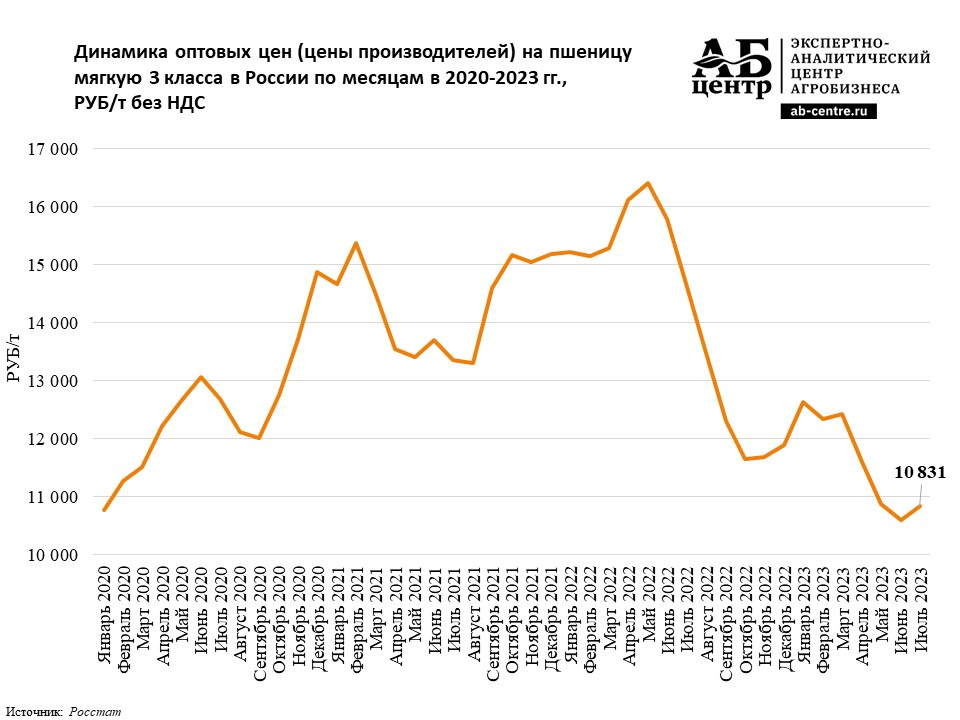 Динамика оптовых цен (цены производителей) на пшеницу
мягкую 3 класса в России по месяцам в 2020-2023 гг.,
РУБ/т без НДС
АБ
центр
ЭКСПЕРТНО-
АНАЛИТИЧЕСКИЙ
ЦЕНТР
АГРОБИЗНЕСА
ab-centre.ru
РУБ/т
17 000
16 000
15 000
14 000
13 000
12 000
11 000
10 000
10 831
Январь 2020
Февраль 2020
Март 2020
Апрель 2020
Май 2020
Июнь 2020
Июль 2020
Август 2020
Сентябрь 2020
Октябрь 2020
Ноябрь 2020
Декабрь 2020
Январь 2021
Февраль 2021
Март 2021
Апрель 2021
Май 2021
Июнь 2021
Июль 2021
Август 2021
Сентябрь 2021
Октябрь 2021
Ноябрь 2021
Декабрь 2021
Январь 2022
Февраль 2022
Март 2022
Апрель 2022
Май 2022
Июнь 2022
Июль 2022
Август 2022
Сентябрь 2022
Октябрь 2022
Ноябрь 2022
Декабрь 2022
Январь 2023
Февраль 2023
Март 2023
Апрель 2023
Май 2023
Июнь 2023
Июль 2023
Источник: Росстат